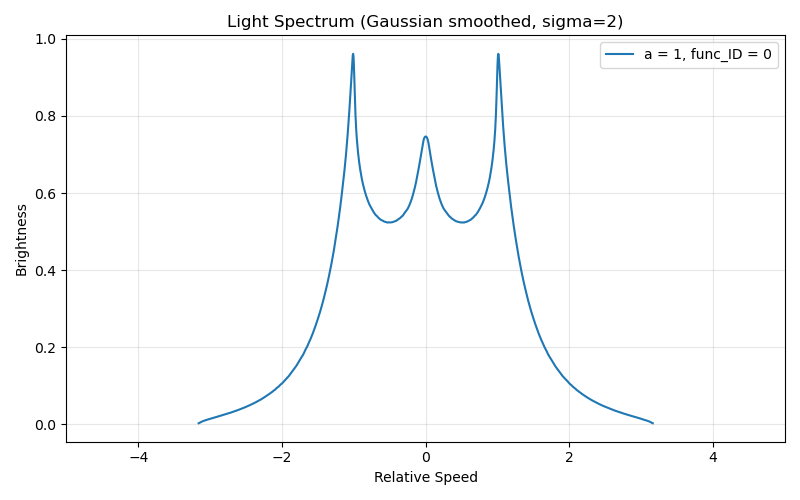 Light Spectrum (Gaussian smoothed, sigma=2)
a = 1, func_ID = 0
1.0
0.8
0.6
0.4
0.2
0.0
Brightness
−4
−2
0
2
4
Relative Speed